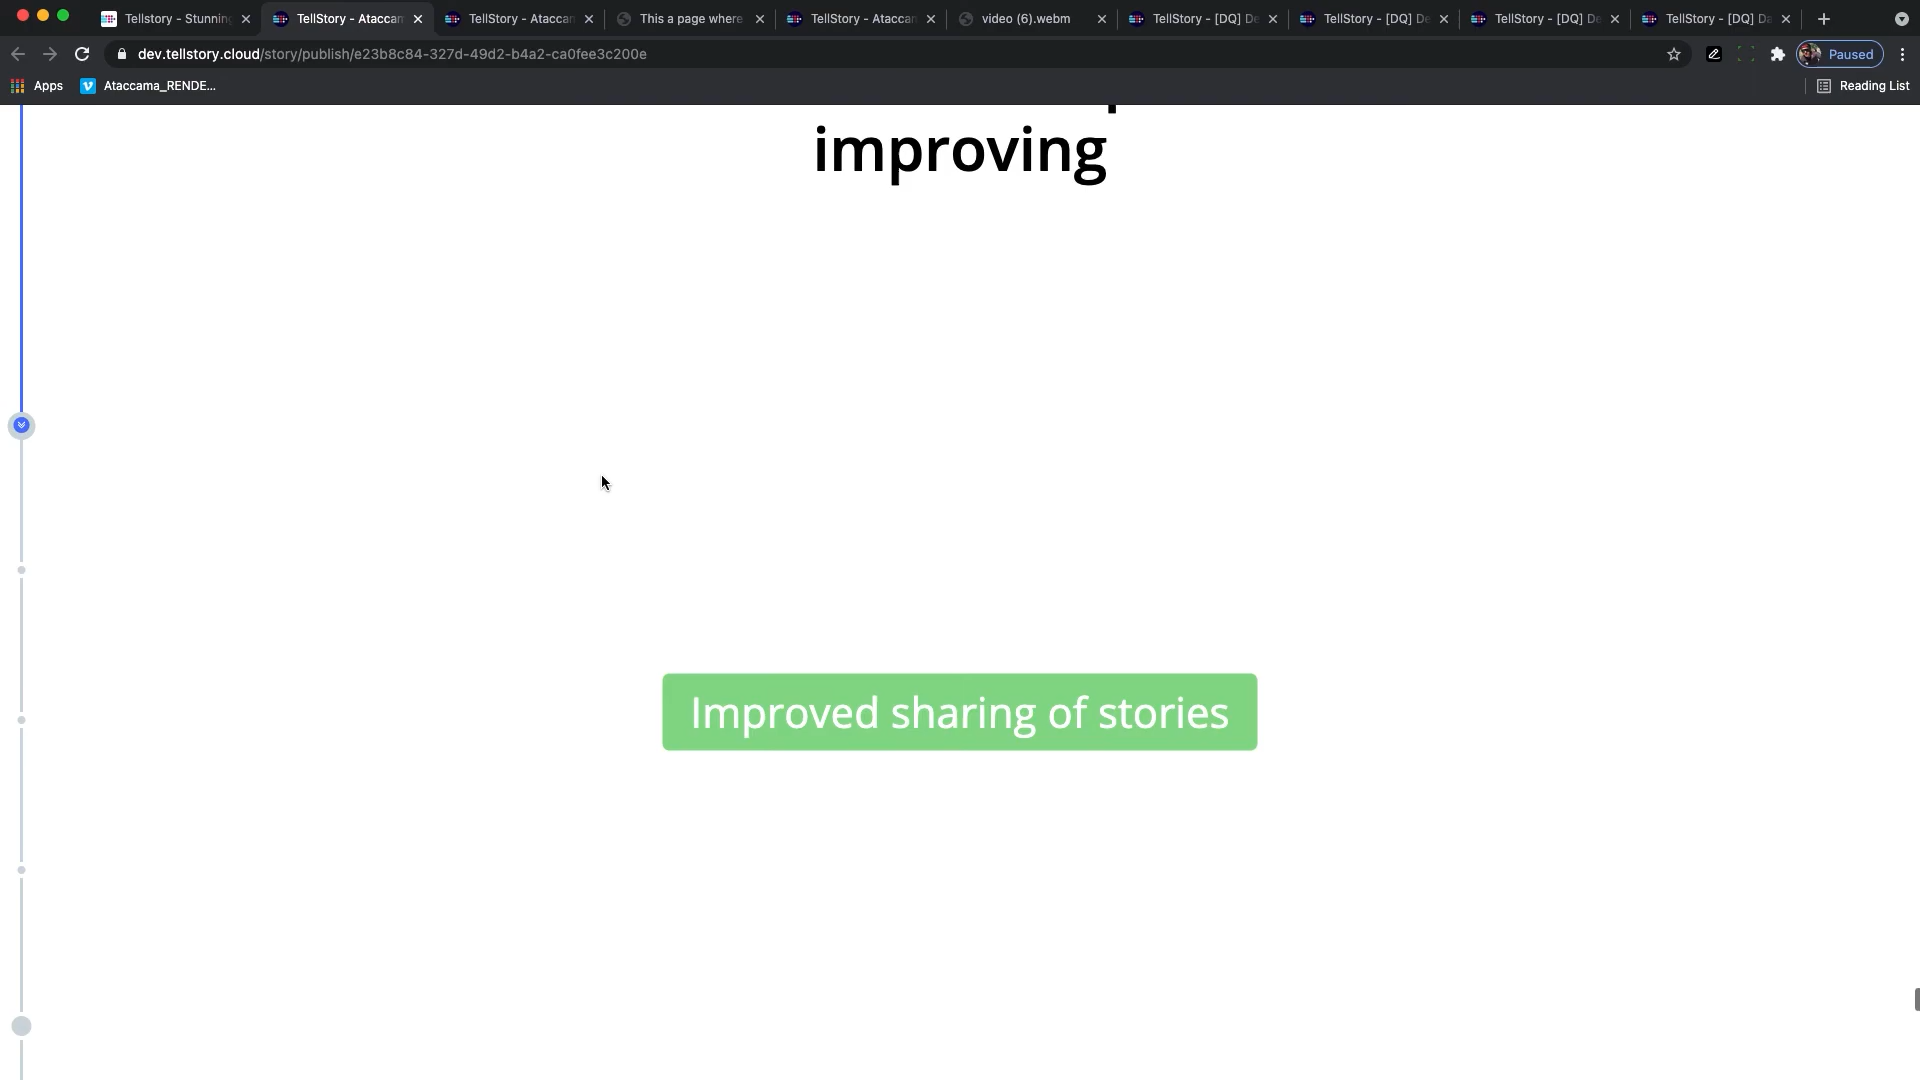 Tellstory - Stunning
TellStory - Ataccam
TellStory - Ataccam
This a page where
TellStory - Ataccam
video (6).webm
TellStory - [DQ] De
TellStory - [DQ] De
TellStory - [DQ] De
TellStory - [DQ] Da
dev.tellstory.cloud/story/publish/e23b8c84-327d-49d2-b4a2-ca0fee3c200e
Paused
Apps
Ataccama_RENDE...
Reading List
improving
Improved sharing of stories